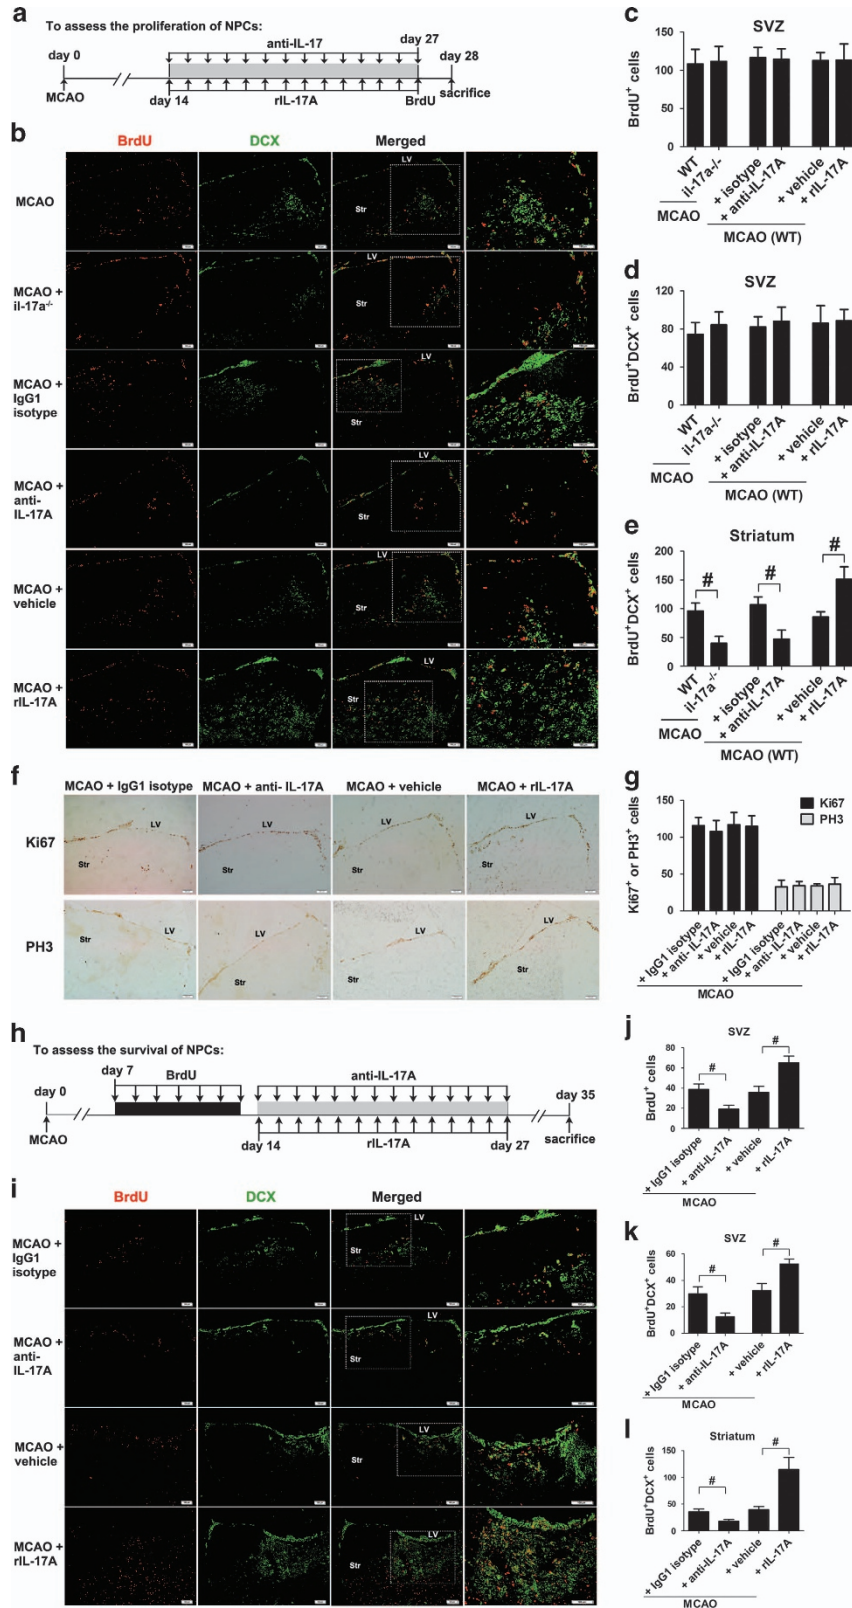 a
To assess the proliferation of NPCs:
day 0
anti-IL-17
day 27
day 28
MCAO
day 14
rIL-17A
BrdU
sacrifice
b
BrdU
DCX
Merged
MCAO
LV
Str
MCAO +
il-17a-/-
LV
Str
MCAO +
IgG1
isotype
LV
Str
MCAO +
anti-
IL-17A
LV
Str
MCAO +
vehicle
LV
Str
MCAO +
rIL-17A
LV
Str
c
SVZ
BrdU+ cells
150
100
50
0
WT
il-17a-/-
+ isotype
+ anti-IL-17A
+ vehicle
+ rIL-17A
MCAO
MCAO (WT)
d
SVZ
BrdU+DCX+ cells
150
100
50
0
WT
il-17a-/-
+ isotype
+ anti-IL-17A
+ vehicle
+ rIL-17A
MCAO
MCAO (WT)
e
Striatum
BrdU+DCX+ cells
200
150
100
50
0
#
#
#
WT
il-17a-/-
+ isotype
+ anti-IL-17A
+ vehicle
+ rIL-17A
MCAO
MCAO (WT)
f
MCAO + IgG1 isotype
MCAO + anti- IL-17A
MCAO + vehicle
MCAO + rIL-17A
Ki67
LV
Str
LV
Str
LV
Str
LV
Str
PH3
Str
LV
LV
Str
LV
Str
LV
Str
g
Ki67
PH3
Ki67+ or PH3+ cells
200
150
100
50
0
+ IgG1 isotype
+ anti- IL-17A
+ vehicle
+ rIL-17A
+ IgG1 isotype
+ anti- IL-17A
+ vehicle
+ rIL-17A
MCAO
h
To assess the survival of NPCs:
day 0
day 7
BrdU
anti-IL-17A
day 35
MCAO
day 14
rIL-17A
day 27
sacrifice
i
BrdU
DCX
Merged
MCAO +
IgG1
isotype
LV
Str
MCAO +
anti-
IL-17A
LV
Str
MCAO +
vehicle
LV
Str
MCAO +
rIL-17A
LV
Str
j
SVZ
BrdU+ cells
80
60
40
20
0
#
#
+ IgG1 isotype
+ anti-IL-17A
+ vehicle
+ rIL-17A
MCAO
k
SVZ
BrdU+DCX+ cells
80
60
40
20
0
#
#
+ IgG1 isotype
+ anti-IL-17A
+ vehicle
+ rIL-17A
MCAO
l
Striatum
BrdU+DCX+ cells
150
100
50
0
#
#
+ IgG1 isotype
+ anti-IL-17A
+ vehicle
+ rIL-17A
MCAO